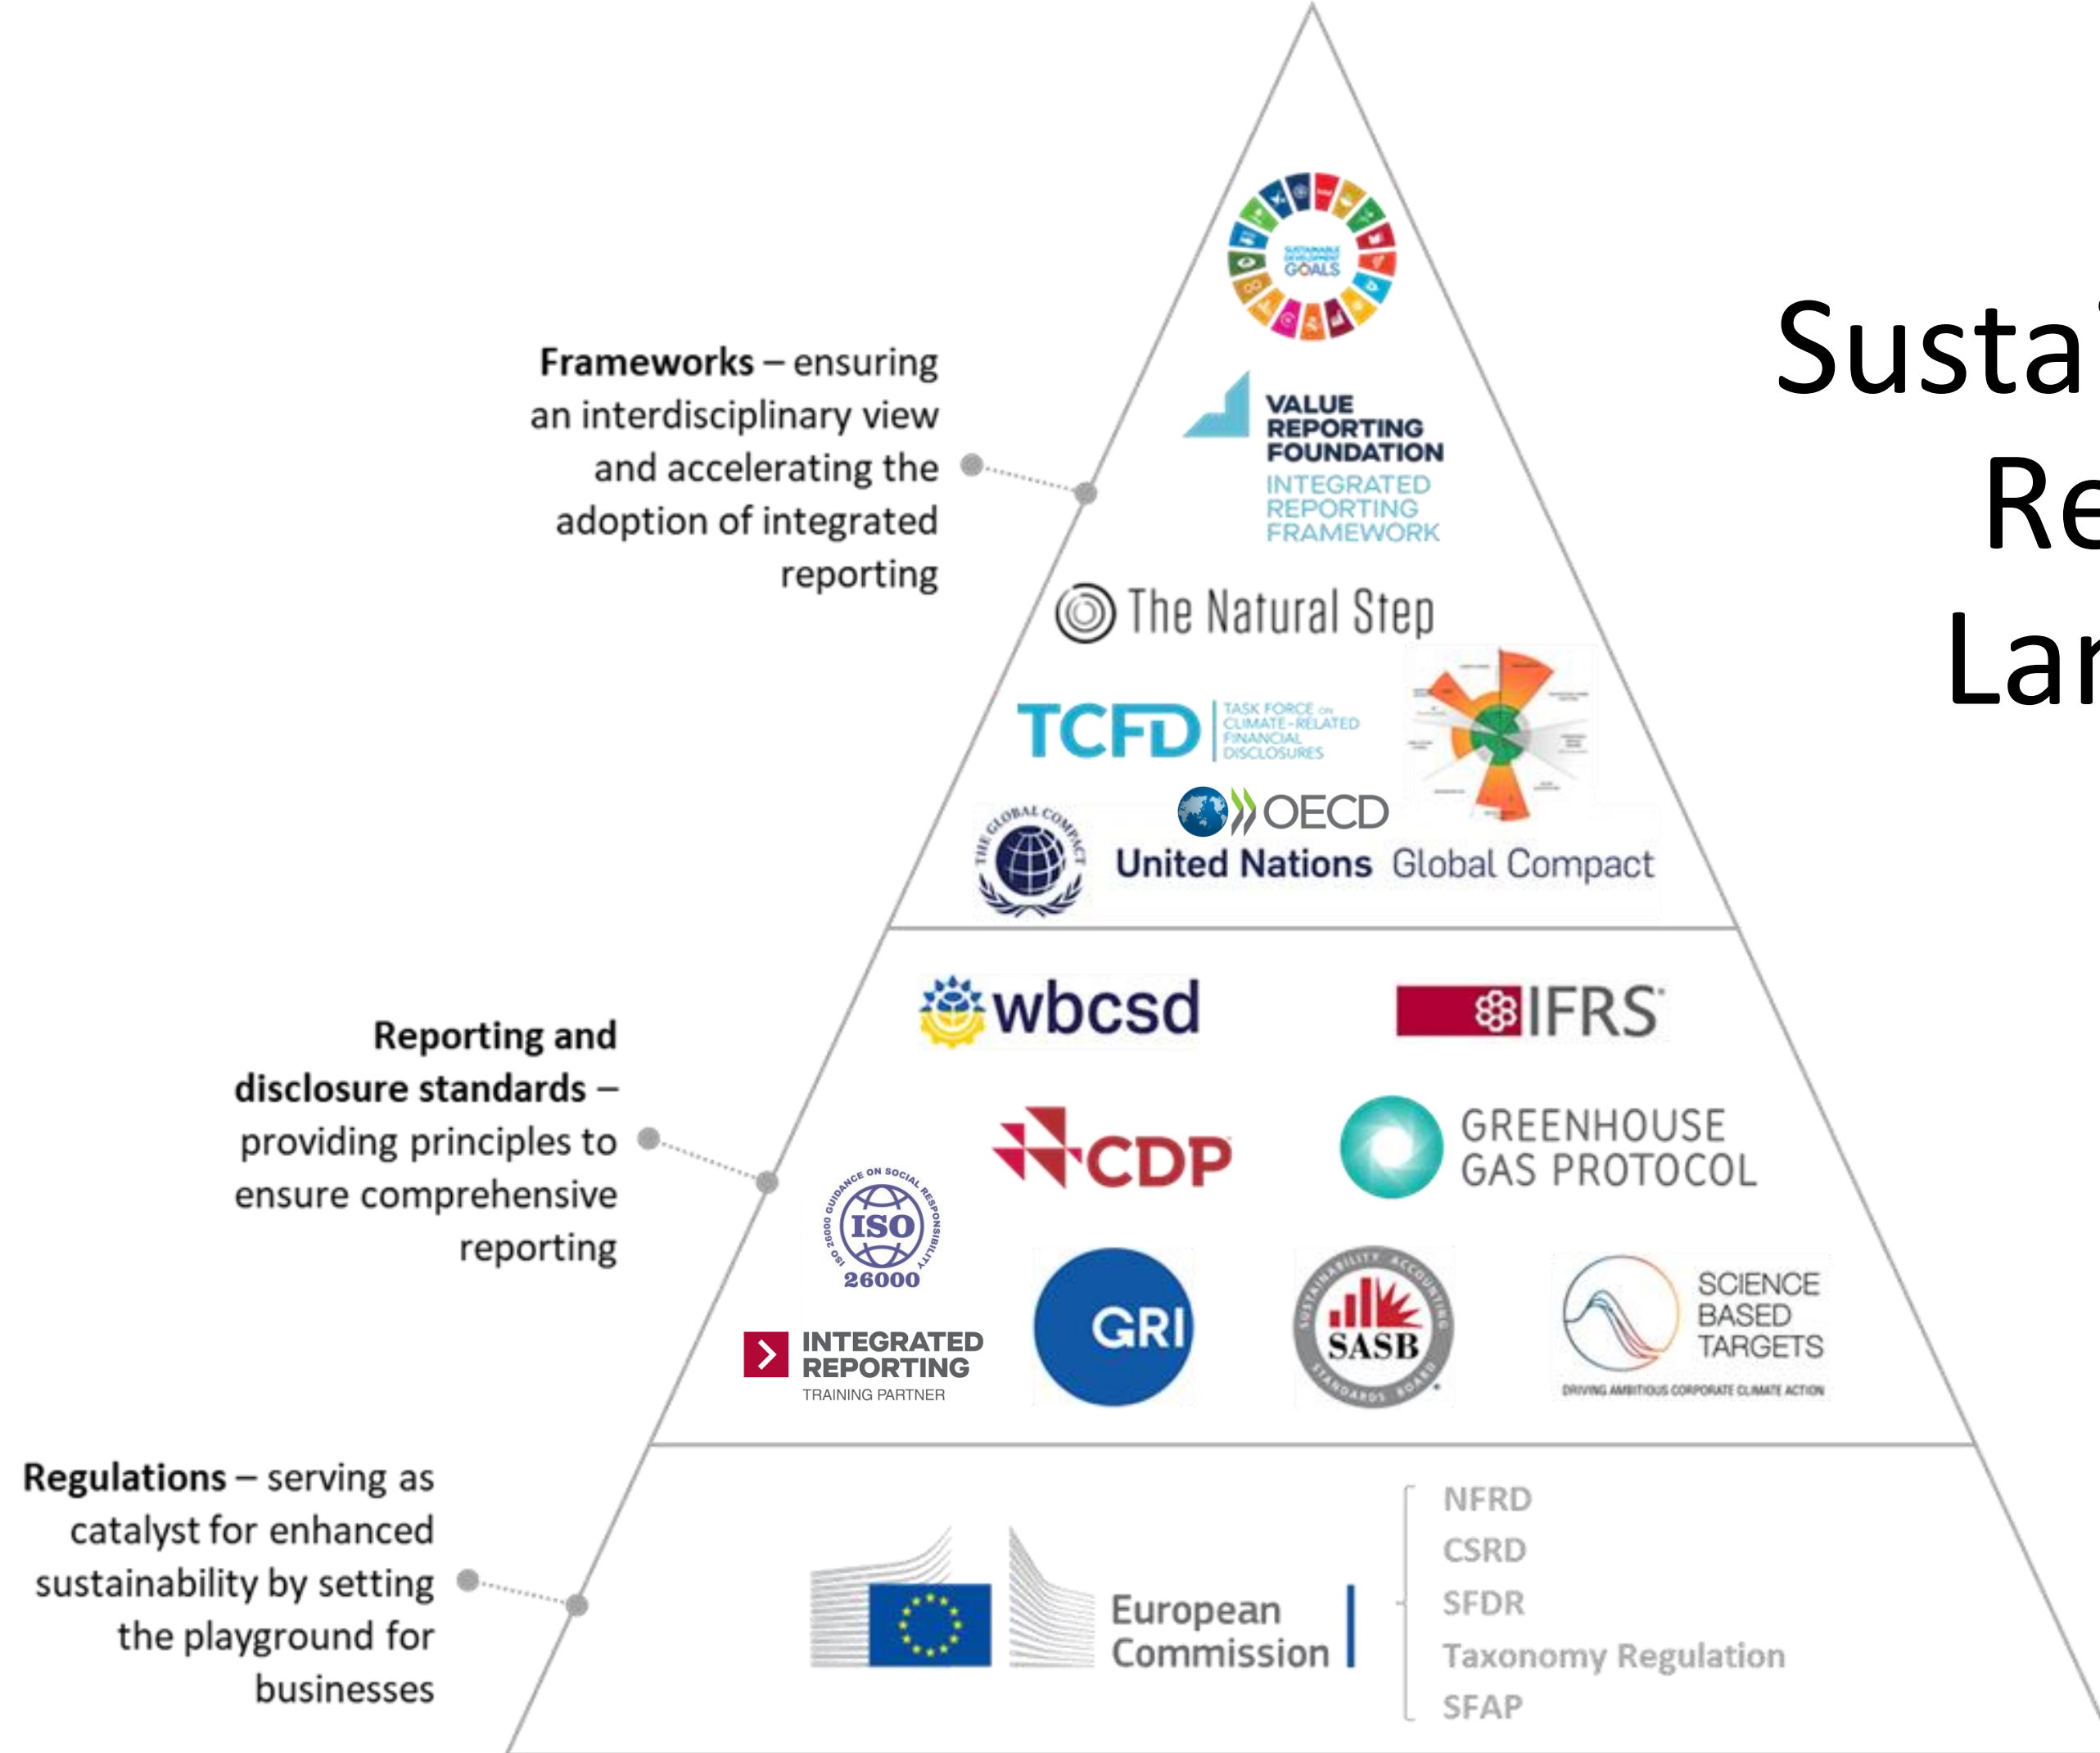 Susta
Re
Lar
SUSTAINABLE
DEVELOPMENT
GOALS
Frameworks – ensuring
an interdisciplinary view
and accelerating the
adoption of integrated
reporting
VALUE
REPORTING
FOUNDATION
INTEGRATED
REPORTING
FRAMEWORK
The Natural Step
TCFD
TASK FORCE ON
CLIMATE-RELATED
FINANCIAL
DISCLOSURES
OECD
THE GLOBAL COMPACT
United Nations Global Compact
Reporting and
disclosure standards –
providing principles to
ensure comprehensive
reporting
wbcsd
IFRS
CDP
GREENHOUSE
GAS PROTOCOL
ISO 26000 GUIDANCE ON SOCIAL RESPONSIBILITY
ISO
26000
INTEGRATED
REPORTING
TRAINING PARTNER
GRI
SUSTAINABILITY ACCOUNTING
SASB
STANDARDS BOARD
SCIENCE
BASED
TARGETS
DRIVING AMBITIOUS CORPORATE CLIMATE ACTION
Regulations – serving as
catalyst for enhanced
sustainability by setting
the playground for
businesses
European
Commission
NFRD
CSRD
SFDR
Taxonomy Regulation
SFAP